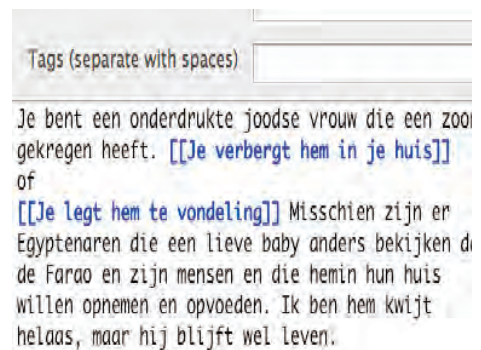 Tags (separate with spaces)
Je bent een onderdrukte joodse vrouw die een zoon
gekregen heeft. [[Je verbergt hem in je huis]]
of
[[Je legt hem te vondeling]] Misschien zijn er
Egyptenaren die een lieve baby anders bekijken d
de Farao en zijn mensen en die hemin hun huis
willen opnemen en opvoeden. Ik ben hem kwijt
helaas, maar hij blijft wel leven.